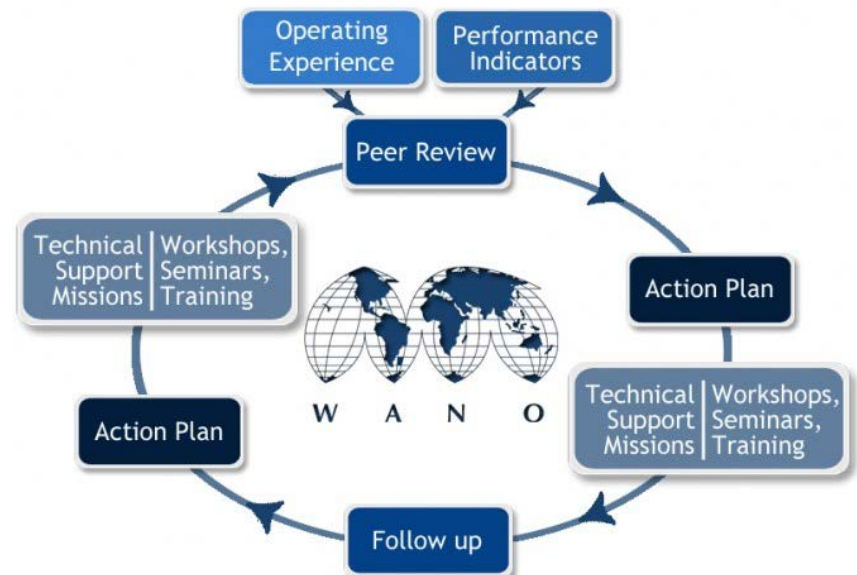 Operating
Experience
Performance
Indicators
Peer Review
Technical
Support
Missions
Workshops,
Seminars,
Training
Action Plan
Technical
Support
Missions
Workshops,
Seminars,
Training
W A N O
Action Plan
Follow up